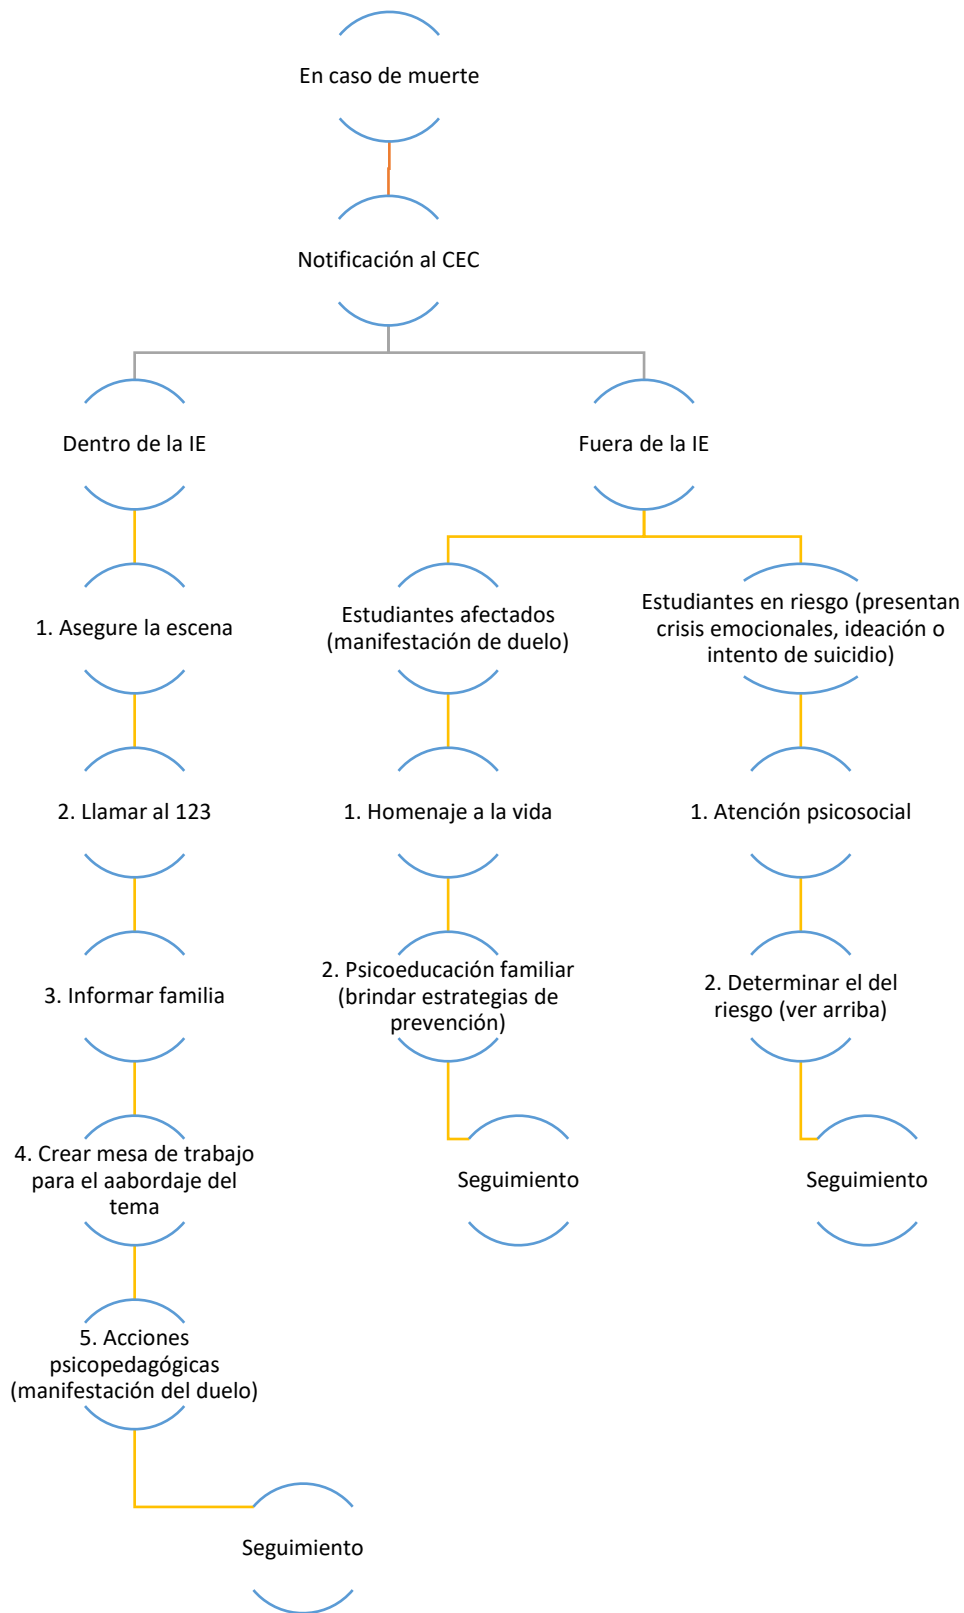 En caso de muerte
Notificación al CEC
Dentro de la IE
Fuera de la IE
1. Asegure la escena
Estudiantes afectados
(manifestación de duelo)
Estudiantes en riesgo (presentan
crisis emocionales, ideación o
intento de suicidio)
2. Llamar al 123
1. Homenaje a la vida
1. Atención psicosocial
3. Informar familia
2. Psicoeducación familiar
(brindar estrategias de
prevención)
2. Determinar el del
riesgo (ver arriba)
4. Crear mesa de trabajo
para el aabordaje del
tema
Seguimiento
Seguimiento
5. Acciones
psicopedagógicas
(manifestación del duelo)
Seguimiento